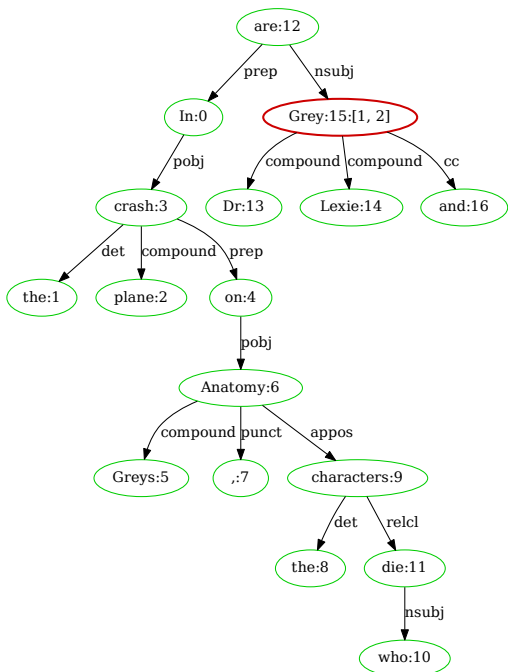 are:12
prep nsubj
In:0 Grey:15:[1, 2]
pobj compound compound cc
crash:3 Dr:13 Lexie:14 and:16
det compound prep
the:1 plane:2 on:4
pobj
Anatomy:6
compound punct appos
Greys:5 ,:7 characters:9
det relcl
the:8 die:11
nsubj
who:10